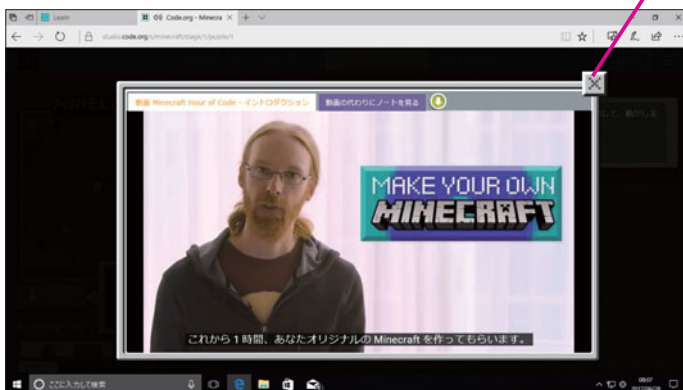 Learn
Code.org - Minecra
studio.code.org/s/minecraft/stage/1/puzzle/1
動画 Minecraft Hour of Code - イントロダクション
動画の代わりにノートを見る
MAKE YOUR OWN
MINECRAFT
これから 1 時間、あなたオリジナルの Minecraft を作ってもらいます。
ここに入力して検索